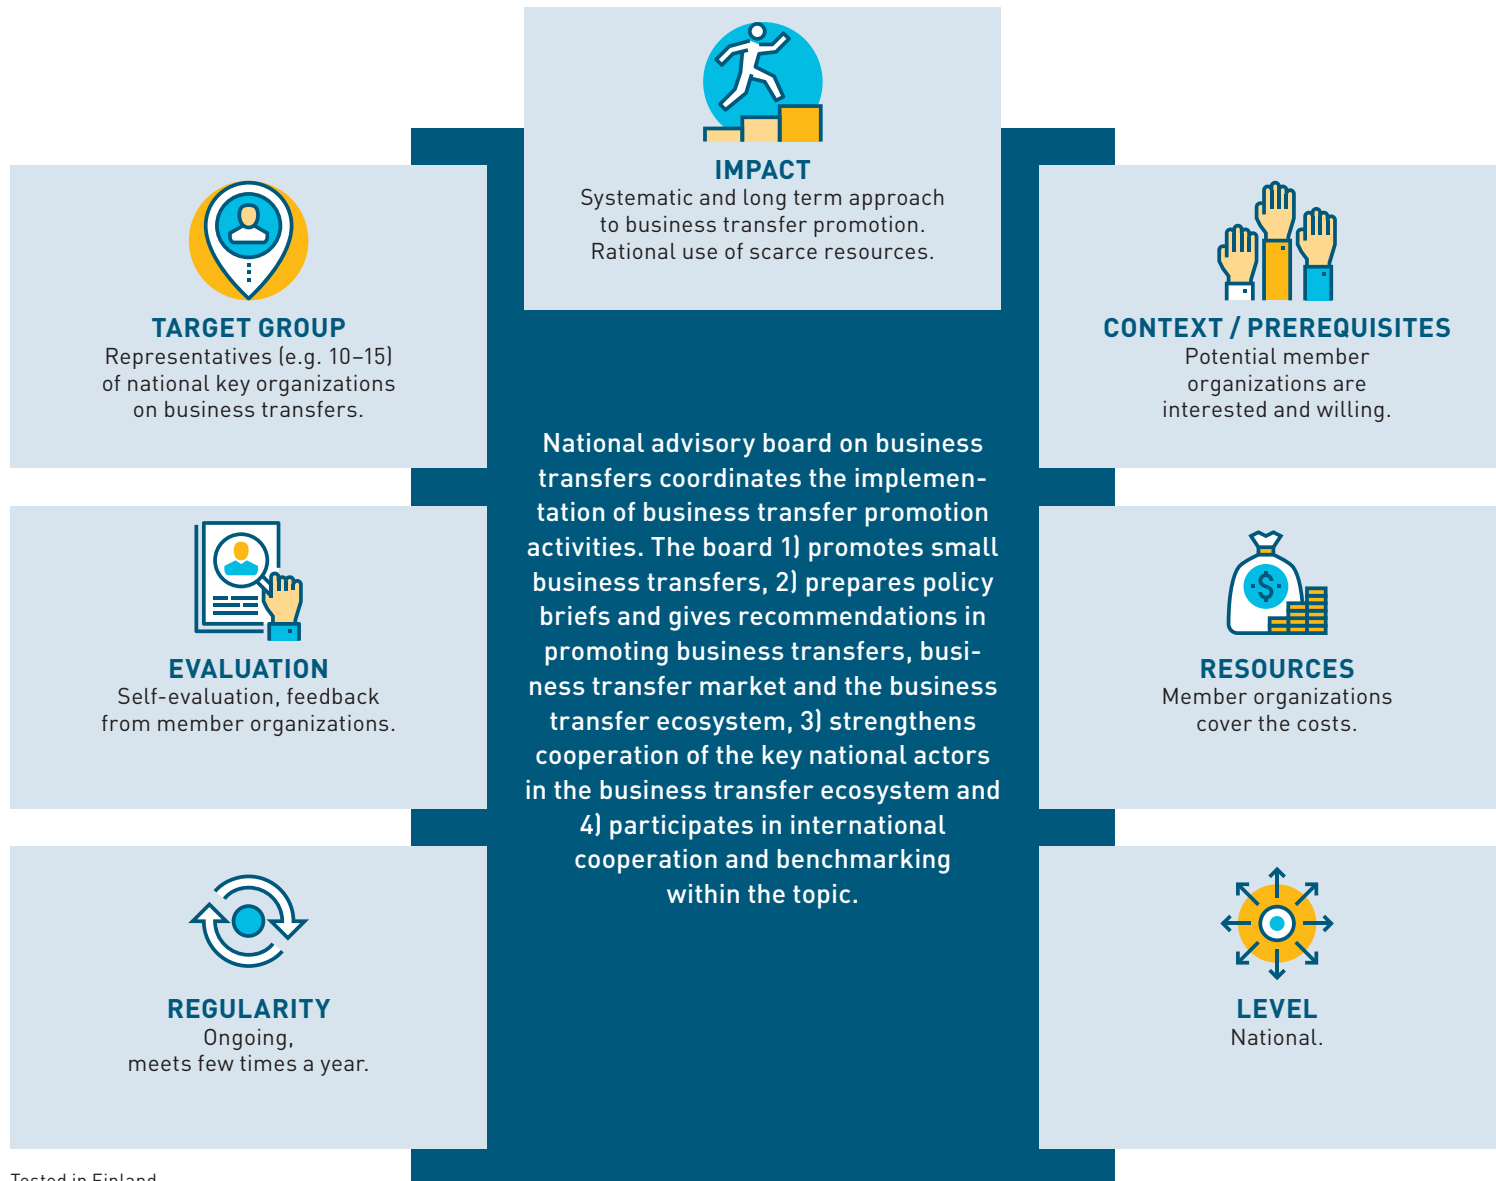 IMPACT
Systematic and long term approach
to business transfer promotion.
Rational use of scarce resources.
TARGET GROUP
Representatives (e.g. 10–15)
of national key organizations
on business transfers.
CONTEXT / PREREQUISITES
Potential member
organizations are
interested and willing.
National advisory board on business
transfers coordinates the implemen-
tation of business transfer promotion
activities. The board 1) promotes small
business transfers, 2) prepares policy
briefs and gives recommendations in
promoting business transfers, busi-
ness transfer market and the business
transfer ecosystem, 3) strengthens
cooperation of the key national actors
in the business transfer ecosystem and
4) participates in international
cooperation and benchmarking
within the topic.
EVALUATION
Self-evaluation, feedback
from member organizations.
RESOURCES
Member organizations
cover the costs.
REGULARITY
Ongoing,
meets few times a year.
LEVEL
National.
Tested in Finland